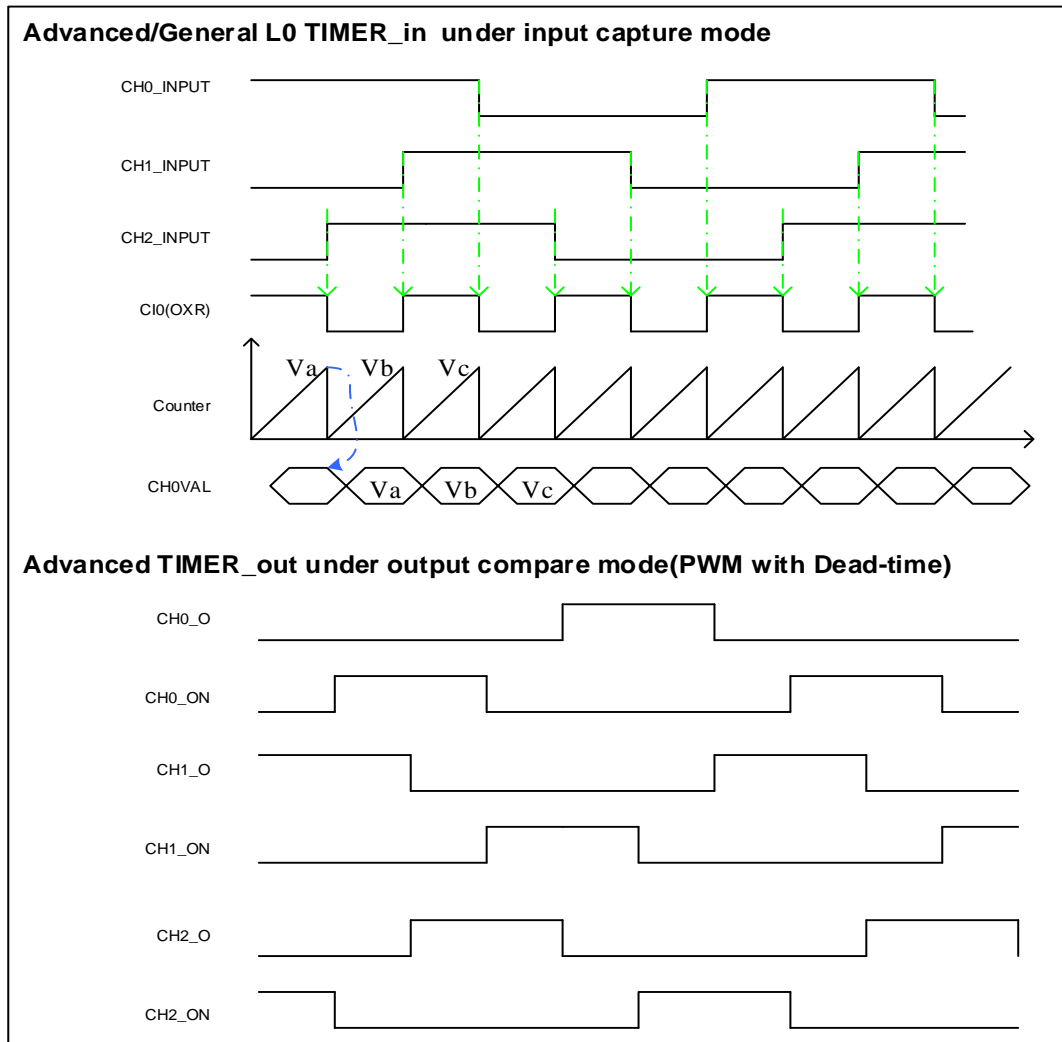 Advanced/General L0 TIMER_in under input capture mode
CH0_INPUT
CH1_INPUT
CH2_INPUT
CI0(OXR)
Va Vb Vc
Counter
CH0VAL
Va Vb Vc
Advanced TIMER_out under output compare mode(PWM with Dead-time)
CH0_O
CH0_ON
CH1_O
CH1_ON
CH2_O
CH2_ON